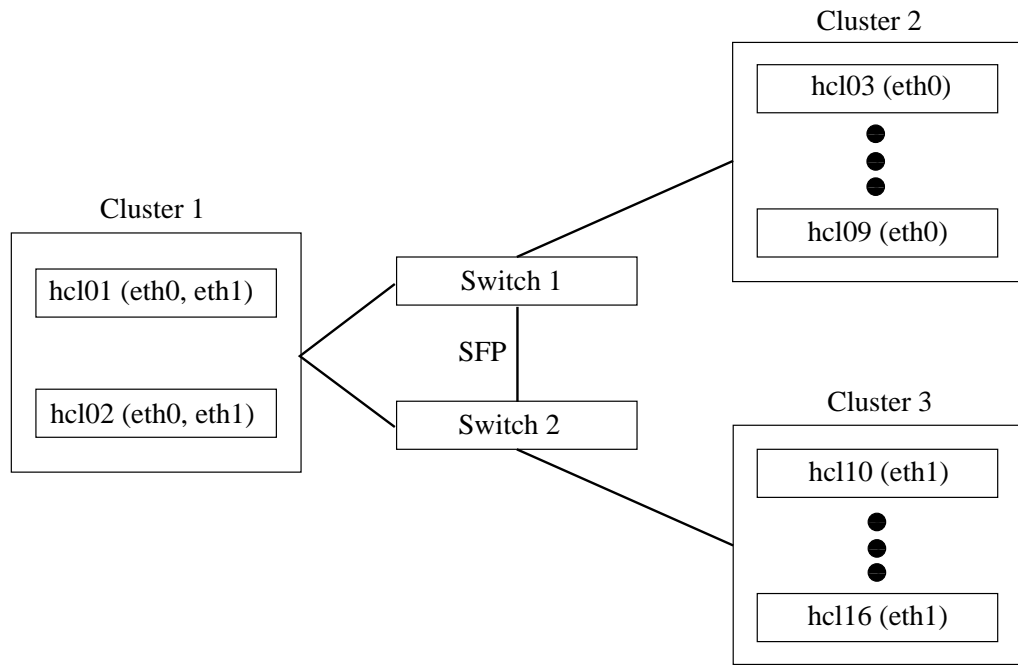 Cluster 1
hcl01 (eth0, eth1)
hcl02 (eth0, eth1)
Switch 1
SFP
Switch 2
Cluster 2
hcl03 (eth0)
hcl09 (eth0)
Cluster 3
hcl10 (eth1)
hcl16 (eth1)